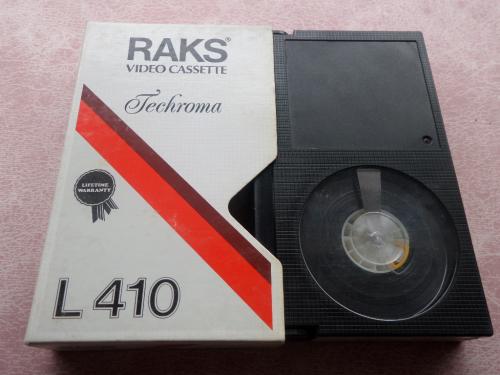 RAKS®
VIDEO CASSETTE
Techroma
LIFETIME
WARRANTY
L 410